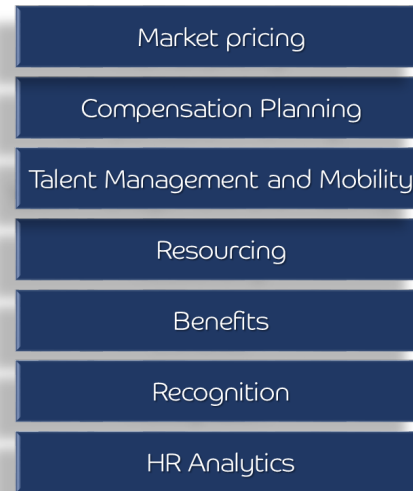 Market pricing
Compensation Planning
Talent Management and Mobility
Resourcing
Benefits
Recognition
HR Analytics